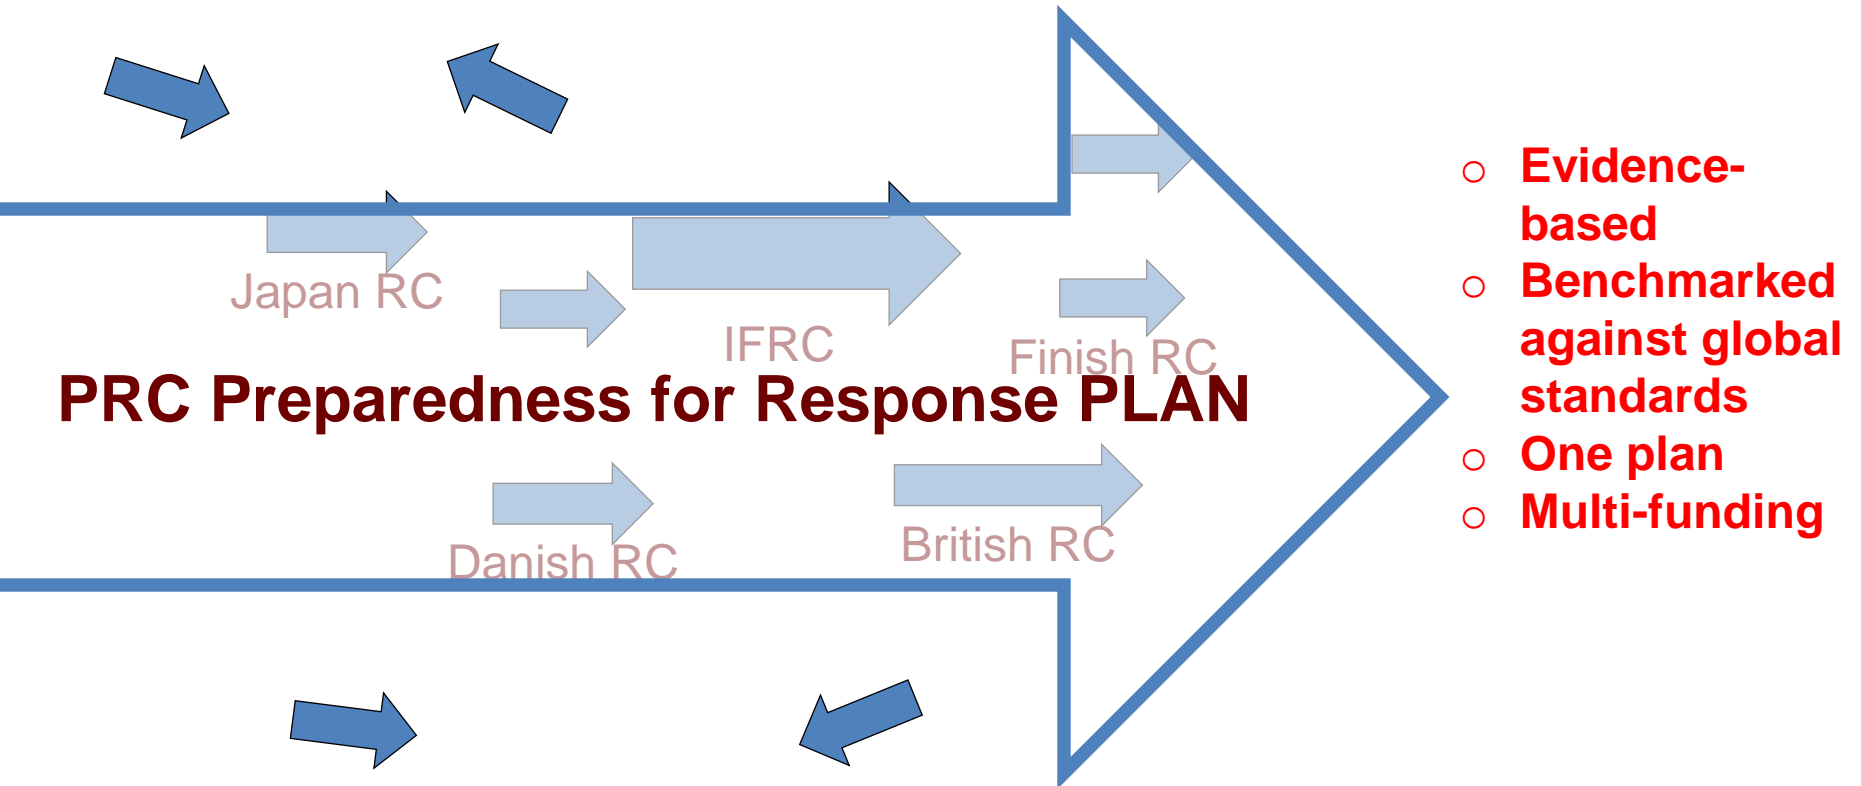 Japan RC
IFRC
Finish RC
PRC Preparedness for Response PLAN
Danish RC
British RC
o Evidence-
based
o Benchmarked
against global
standards
o One plan
o Multi-funding